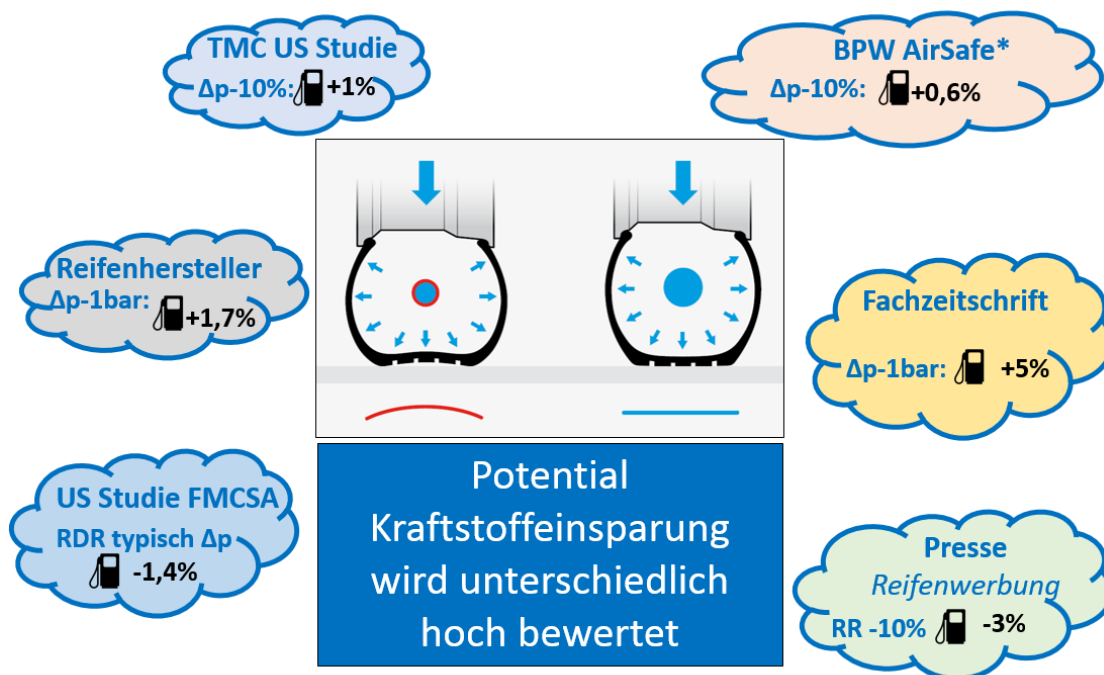 TMC US Studie
Δp-10%: +1%
BPW AirSafe*
Δp-10%: +0,6%
Reifenhersteller
Δp-1bar: +1,7%
Fachzeitschrift
Δp-1bar: +5%
US Studie FMCSA
RDR typisch Δp
-1,4%
Potential
Kraftstoffeinsparung
wird unterschiedlich
hoch bewertet
Presse
Reifenwerbung
RR -10% -3%